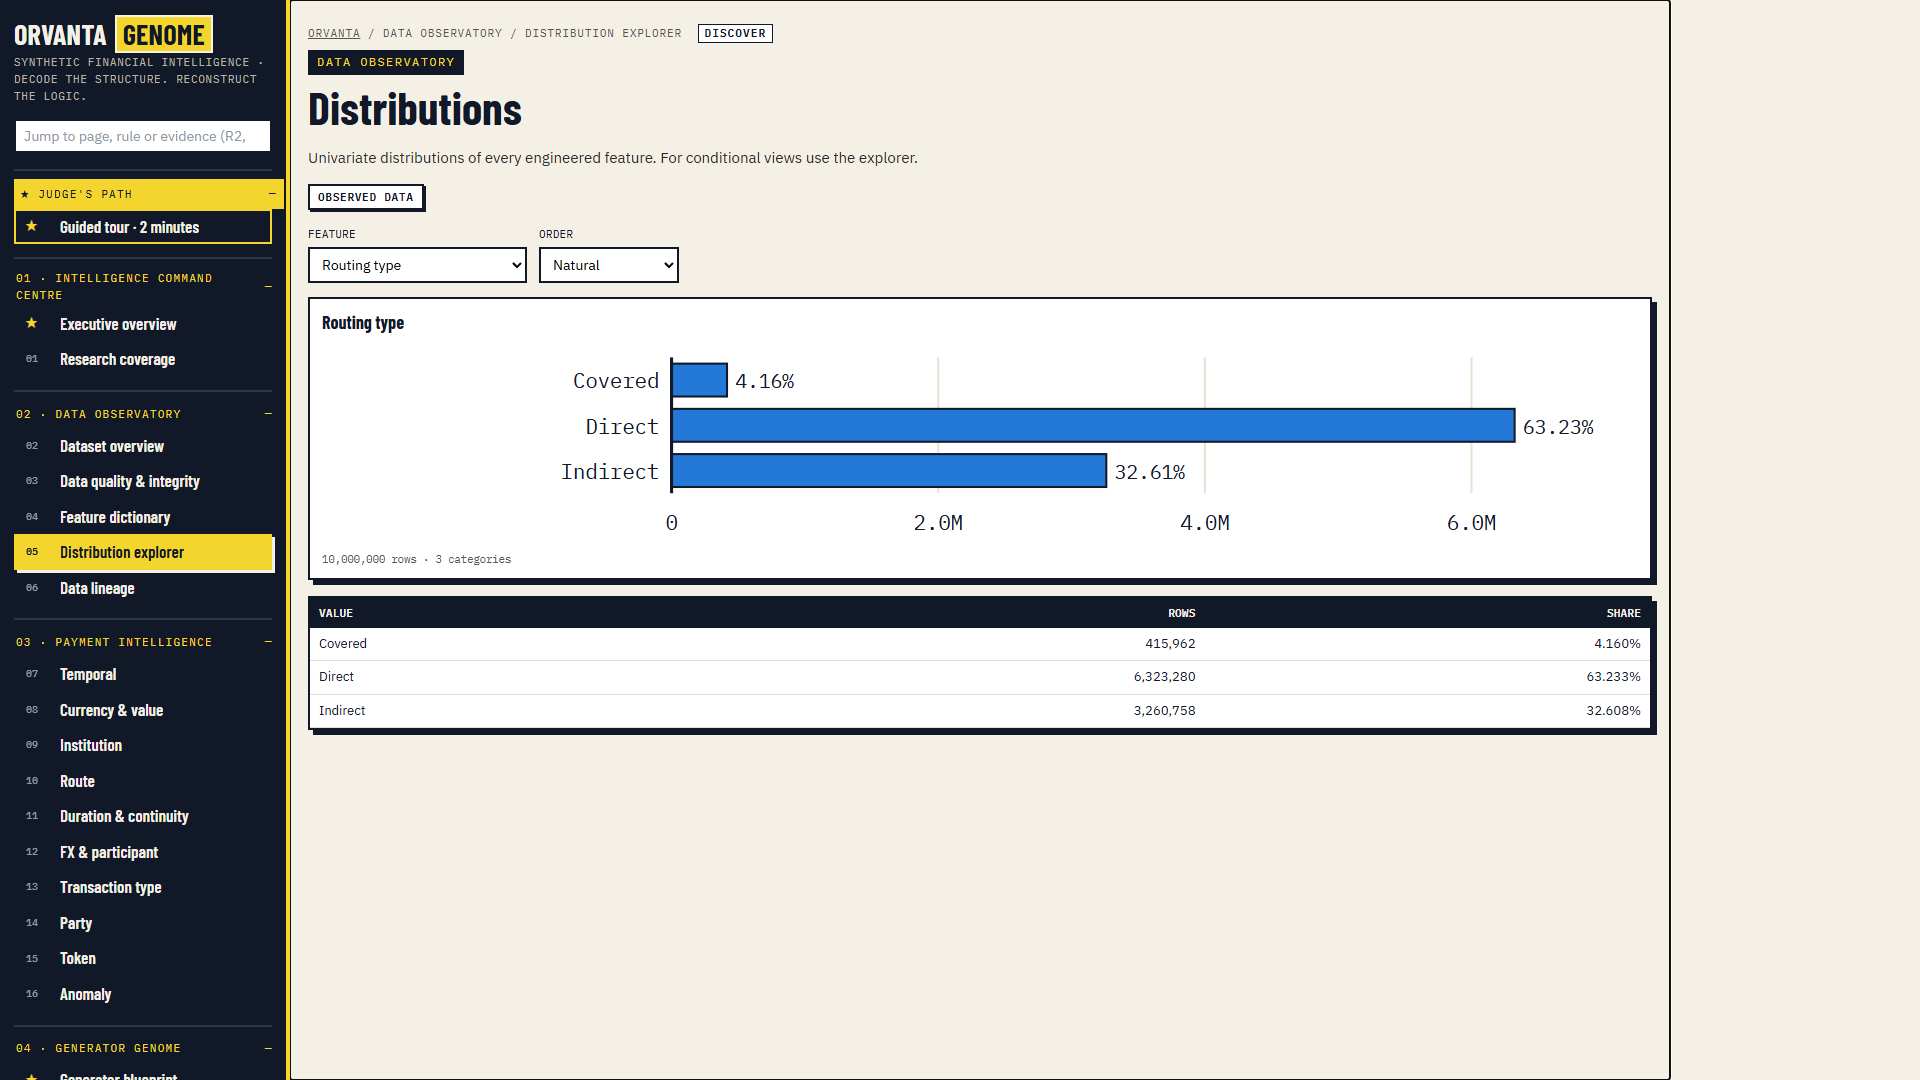 ORVANTA GENOME
SYNTHETIC FINANCIAL INTELLIGENCE ·
DECODE THE STRUCTURE. RECONSTRUCT
THE LOGIC.
Jump to page, rule or evidence (R2,
★ JUDGE'S PATH –
★ Guided tour · 2 minutes
01 · INTELLIGENCE COMMAND
CENTRE –
★ Executive overview
01 Research coverage
02 · DATA OBSERVATORY –
02 Dataset overview
03 Data quality & integrity
04 Feature dictionary
05 Distribution explorer
06 Data lineage
03 · PAYMENT INTELLIGENCE –
07 Temporal
08 Currency & value
09 Institution
10 Route
11 Duration & continuity
12 FX & participant
13 Transaction type
14 Party
15 Token
16 Anomaly
04 · GENERATOR GENOME –
★ Generator blueprint
ORVANTA / DATA OBSERVATORY / DISTRIBUTION EXPLORER DISCOVER
DATA OBSERVATORY
Distributions
Univariate distributions of every engineered feature. For conditional views use the explorer.
OBSERVED DATA
FEATURE ORDER
Routing type Natural
Routing type
Covered 4.16%
Direct 63.23%
Indirect 32.61%
0 2.0M 4.0M 6.0M
10,000,000 rows · 3 categories
VALUE ROWS SHARE
Covered 415,962 4.160%
Direct 6,323,280 63.233%
Indirect 3,260,758 32.608%